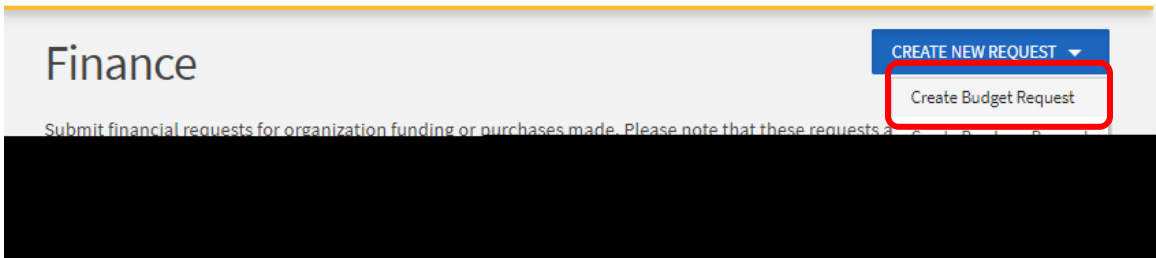 Finance
CREATE NEW REQUEST
Create Budget Request
Submit financial requests for organization funding or purchases made. Please note that these requests a